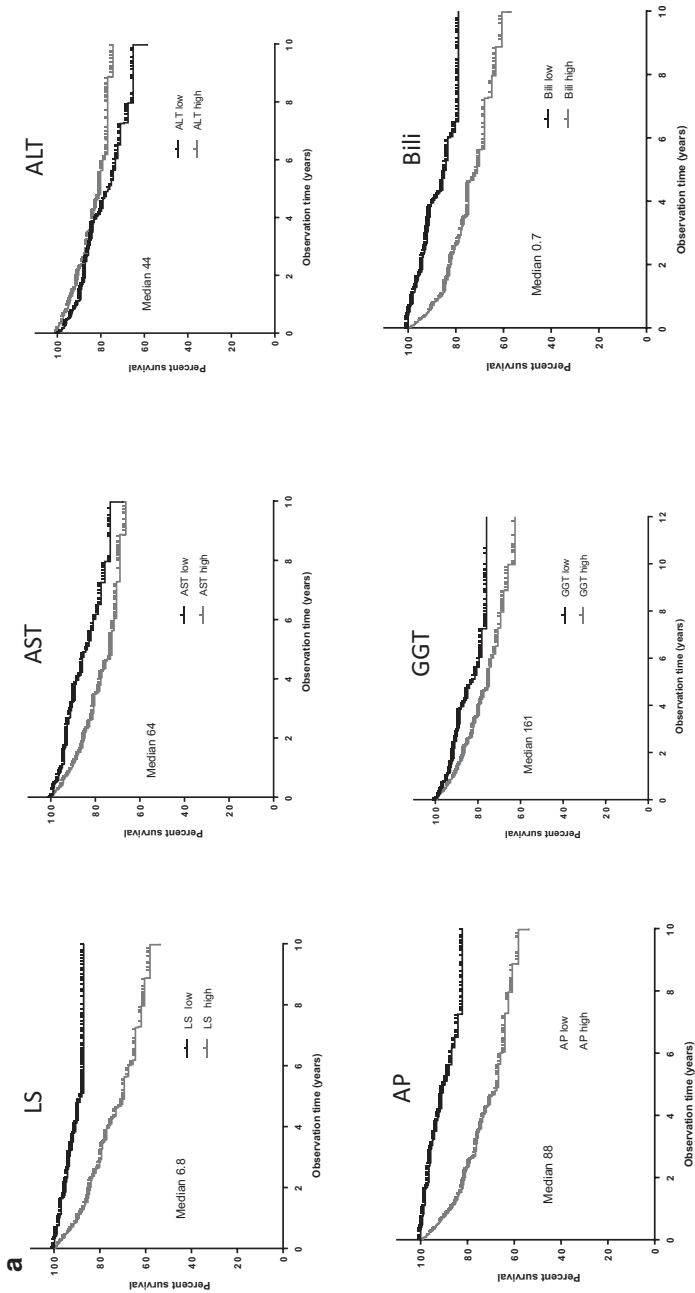 a
LS
100
80
60
40
20
0
Percent survival
Median 6.8
LS low
LS high
0 2 4 6 8 10
Observation time (years)
AST
100
80
60
40
20
0
Percent survival
Median 64
AST low
AST high
0 2 4 6 8 10
Observation time (years)
ALT
100
80
60
40
20
0
Percent survival
Median 44
ALT low
ALT high
0 2 4 6 8 10
Observation time (years)
AP
100
80
60
40
20
0
Percent survival
Median 88
AP low
AP high
0 2 4 6 8 10
Observation time (years)
GGT
100
80
60
40
20
0
Percent survival
Median 161
GGT low
GGT high
0 2 4 6 8 10 12
Observation time (years)
Bili
100
80
60
40
20
0
Percent survival
Median 0.7
Bili low
Bili high
0 2 4 6 8 10
Observation time (years)